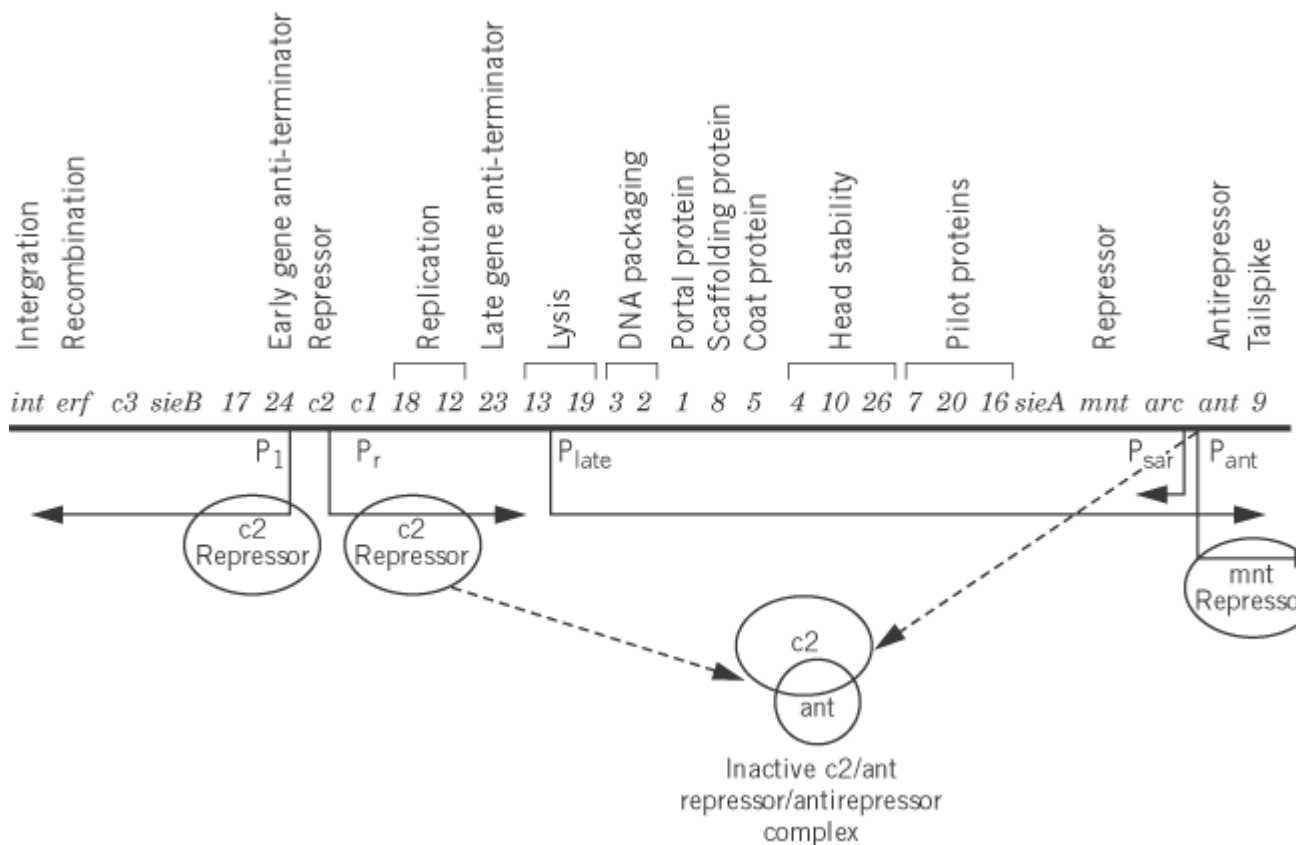 Intergration
Recombination
Early gene anti-terminator
Repressor
Replication
Late gene anti-terminator
Lysis
DNA packaging
Portal protein
Scaffolding protein
Coat protein
Head stability
Pilot proteins
Repressor
Antirepressor
Tailspike
int erf c3 sieB 17 24 c2 c1 18 12 23 13 19 3 2 1 8 5 4 10 26 7 20 16 sieA mnt arc ant 9
P1 Pr Plate Psar Pant
c2
Repressor
c2
Repressor
mnt
Represso
c2
ant
Inactive c2/ant
repressor/antirepressor
complex